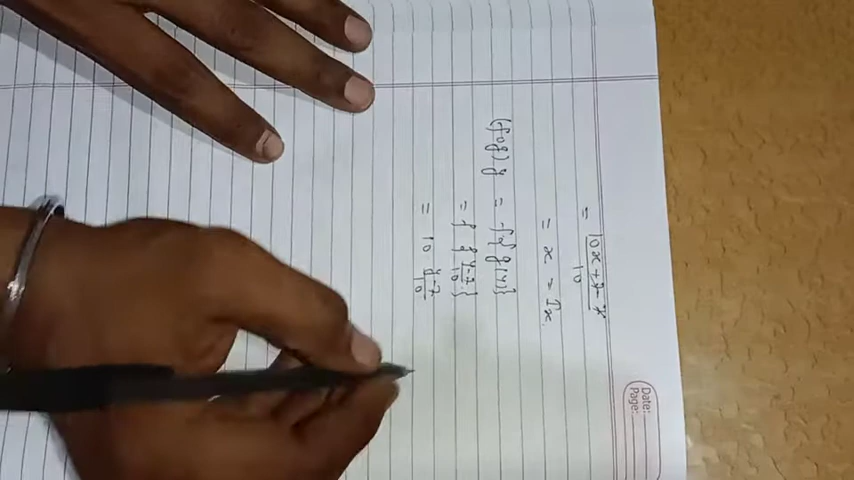 Date:
Page:
= 10x+7-7 / 10
= x = Ix
(fog) y = f{g(y)}
= f { y-7 / 10 }
= 10 y-7 / 10